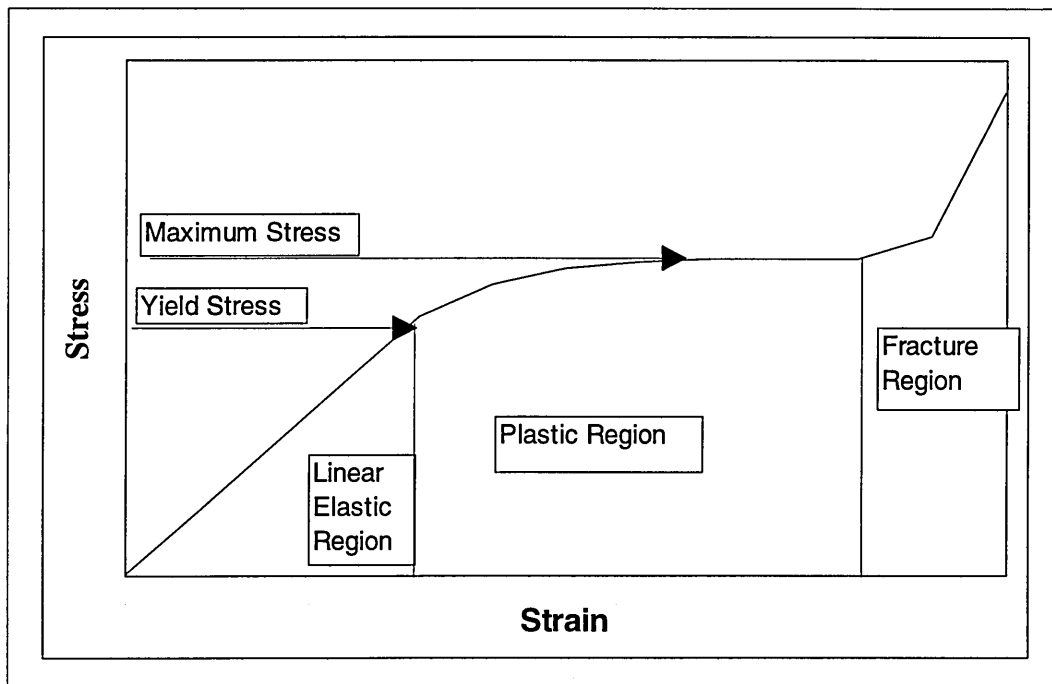 Maximum Stress
Yield Stress
Stress
Fracture
Region
Plastic Region
Linear
Elastic
Region
Strain